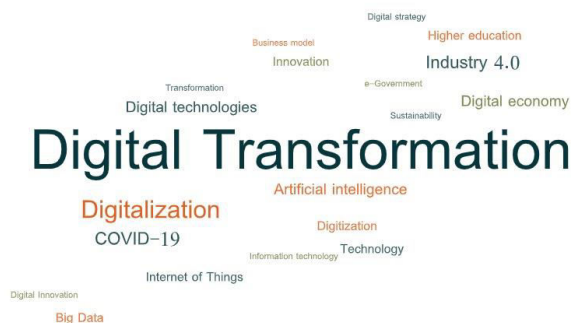 Digital strategy
Higher education
Business model
Innovation
Industry 4.0
e-Government
Transformation
Digital economy
Digital technologies
Sustainability
Digital Transformation
Artificial intelligence
Digitalization
Digitization
COVID-19
Technology
Information technology
Internet of Things
Digital Innovation
Big Data